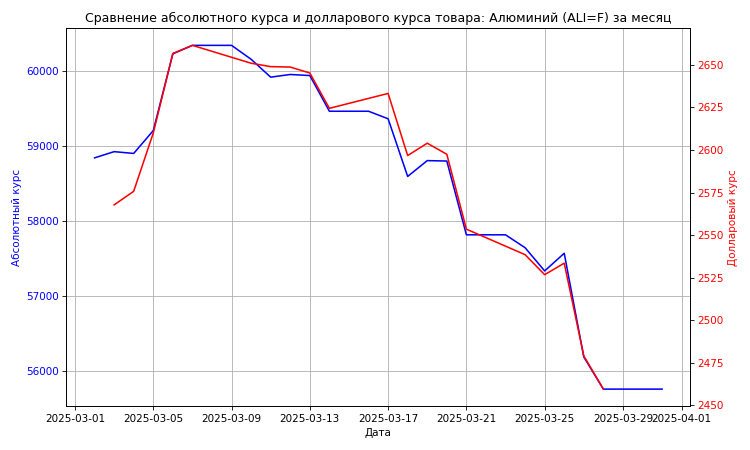 Сравнение абсолютного курса и долларового курса товара: Алюминий (ALI=F) за месяц
60000
59000
58000
57000
56000
Абсолютный курс
2650
2625
2600
2575
2550
2525
2500
2475
2450
Долларовый курс
2025-03-01 2025-03-05 2025-03-09 2025-03-13 2025-03-17 2025-03-21 2025-03-25 2025-03-29 2025-04-01
Дата